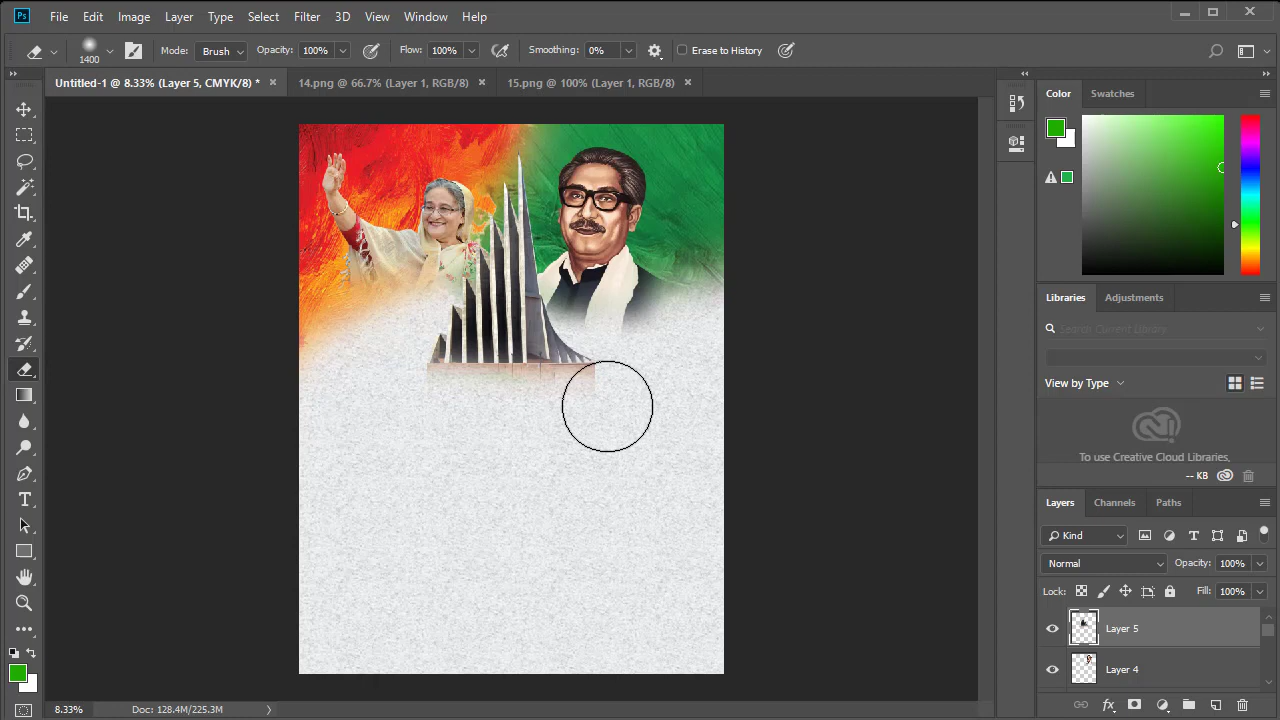 Ps File Edit Image Layer Type Select Filter 3D View Window Help
1400 Mode: Brush Opacity: 100% Flow: 100% Smoothing: 0% Erase to History
Untitled-1 @ 8.33% (Layer 5, CMYK/8) * 14.png @ 66.7% (Layer 1, RGB/8) 15.png @ 100% (Layer 1, RGB/8)
Color Swatches
Libraries Adjustments
Search Current Library
View by Type
To use Creative Cloud Libraries,
-- KB
Layers Channels Paths
Kind
Normal Opacity: 100%
Lock: Fill: 100%
Layer 5
Layer 4
8.33% Doc: 128.4M/225.3M